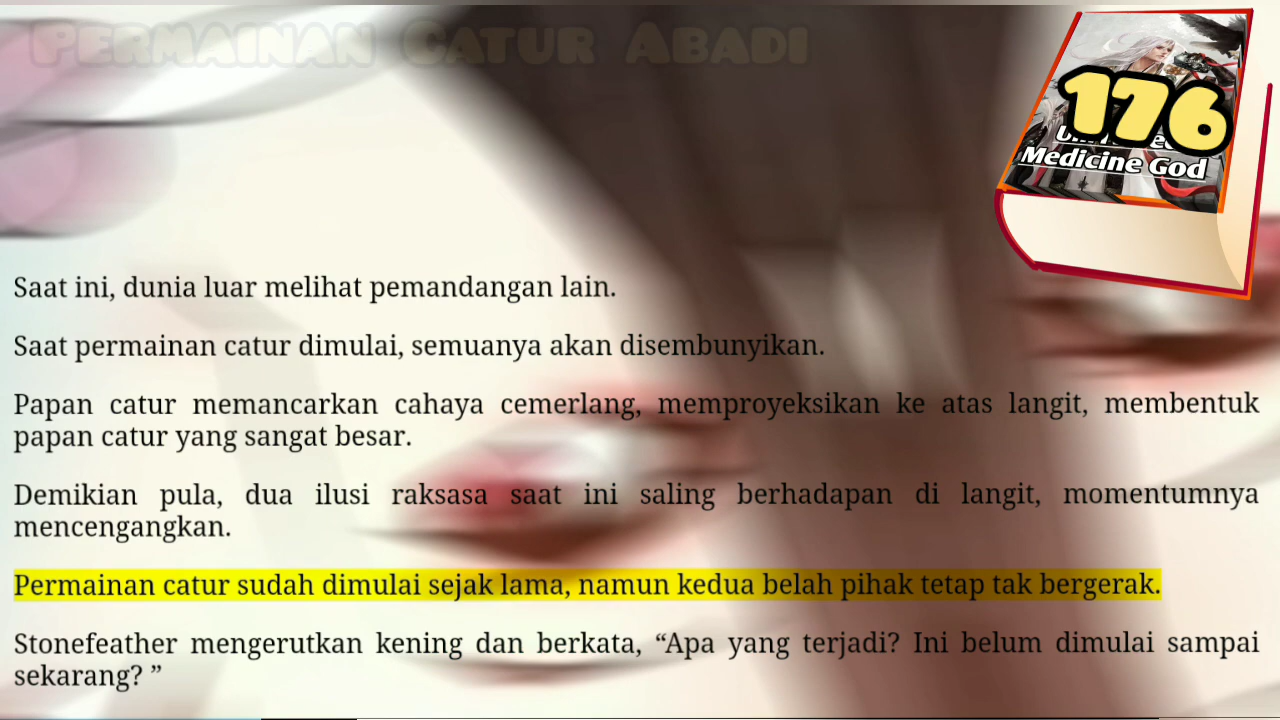 Permainan Catur Abadi
176
Medicine God
Saat ini, dunia luar melihat pemandangan lain.
Saat permainan catur dimulai, semuanya akan disembunyikan.
Papan catur memancarkan cahaya cemerlang, memproyeksikan ke atas langit, membentuk
papan catur yang sangat besar.
Demikian pula, dua ilusi raksasa saat ini saling berhadapan di langit, momentumnya
mencengangkan.
Permainan catur sudah dimulai sejak lama, namun kedua belah pihak tetap tak bergerak.
Stonefeather mengerutkan kening dan berkata, “Apa yang terjadi? Ini belum dimulai sampai
sekarang? ”